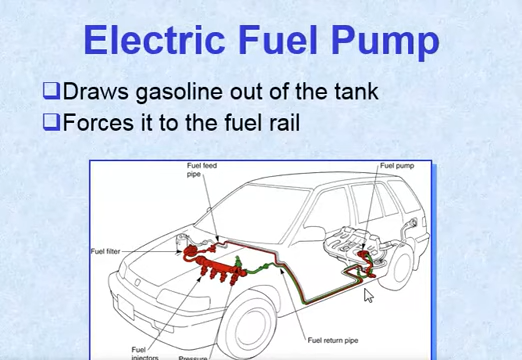 Electric Fuel Pump
Draws gasoline out of the tank
Forces it to the fuel rail
Fuel feed
pipe
Fuel pump
Fuel filter
Fuel return pipe
Fuel
injectors
Pressure